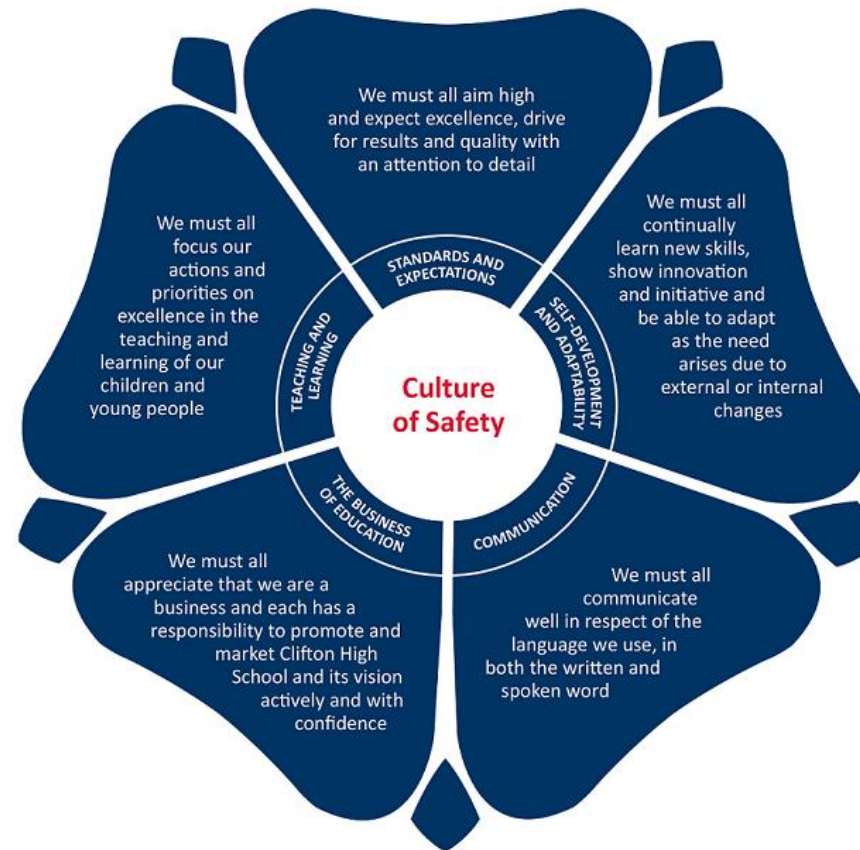 We must all aim high
and expect excellence, drive
for results and quality with
an attention to detail
STANDARDS AND
EXPECTATIONS
We must all
continually
learn new skills,
show innovation
and initiative and
be able to adapt
as the need
arises due to
external or internal
changes
SELF-DEVELOPMENT
AND ADAPTABILITY
We must all
communicate
well in respect of the
language we use, in
both the written and
spoken word
COMMUNICATION
We must all
appreciate that we are a
business and each has a
responsibility to promote and
market Clifton High
School and its vision
actively and with
confidence
THE BUSINESS
OF EDUCATION
We must all
focus our
actions and
priorities on
excellence in the
teaching and
learning of our
children and
young people
TEACHING AND
LEARNING
Culture
of Safety